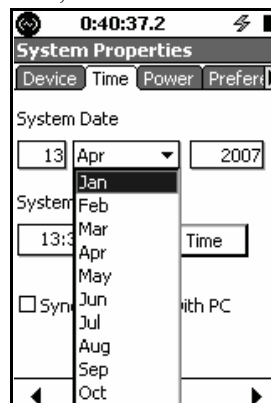 0:40:37.2
System Properties
Device Time Power Prefer
System Date
13 Apr 2007
Jan
Feb
System
Mar
13:3 Time
Apr
May
Jun
Syn ith PC
Jul
Aug
Sep
Oct